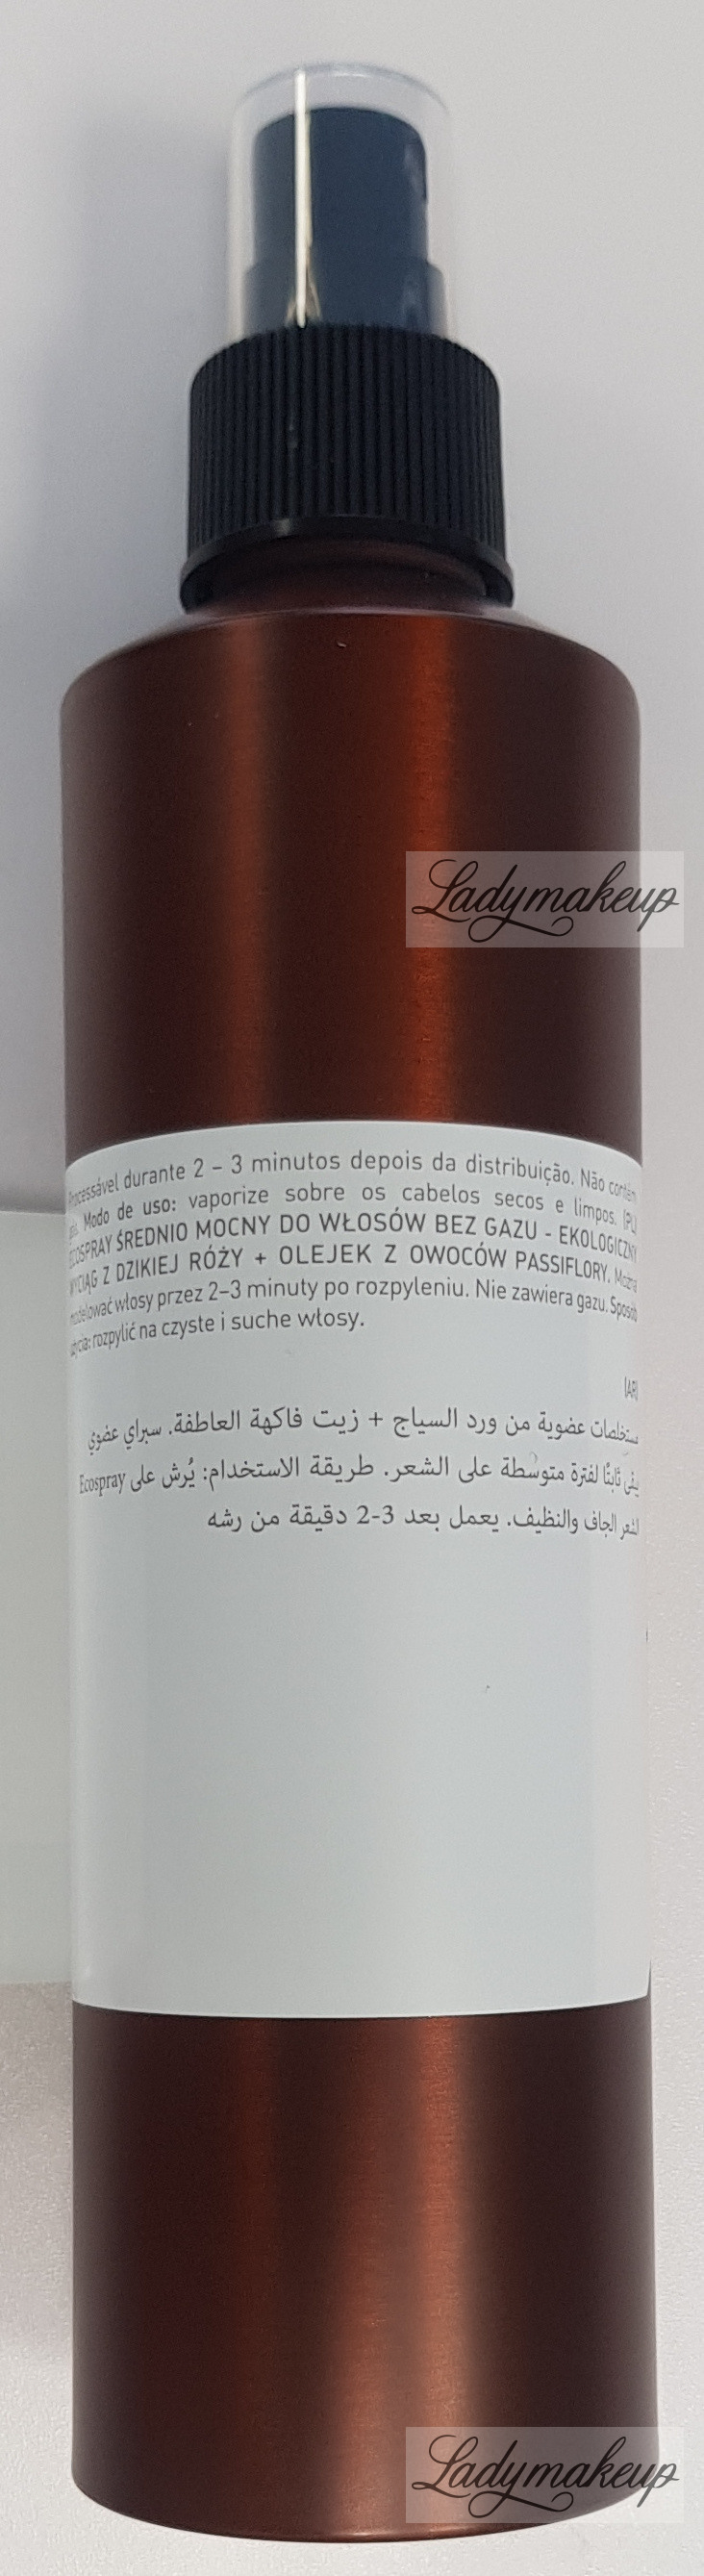 Ladymakeup
Processável durante 2 – 3 minutos depois da distribuição. Não contém
gás. Modo de uso: vaporize sobre os cabelos secos e limpos. (PL)
ECOSPRAY ŚREDNIO MOCNY DO WŁOSÓW BEZ GAZU - EKOLOGICZNY
WYCIĄG Z DZIKIEJ RÓŻY + OLEJEK Z OWOCÓW PASSIFLORY. Można
modelować włosy przez 2–3 minuty po rozpyleniu. Nie zawiera gazu. Sposób
użycia: rozpylić na czyste i suche włosy.
(AR)
مستخلصات عضوية من ورد السياج + زيت فاكهة العاطفة. سبراي عضوي
يبقى ثابتًا لفترة متوسطة على الشعر. طريقة الاستخدام: يُرش على Ecospray
الشعر الجاف والنظيف. يعمل بعد 3-2 دقيقة من رشه
Ladymakeup